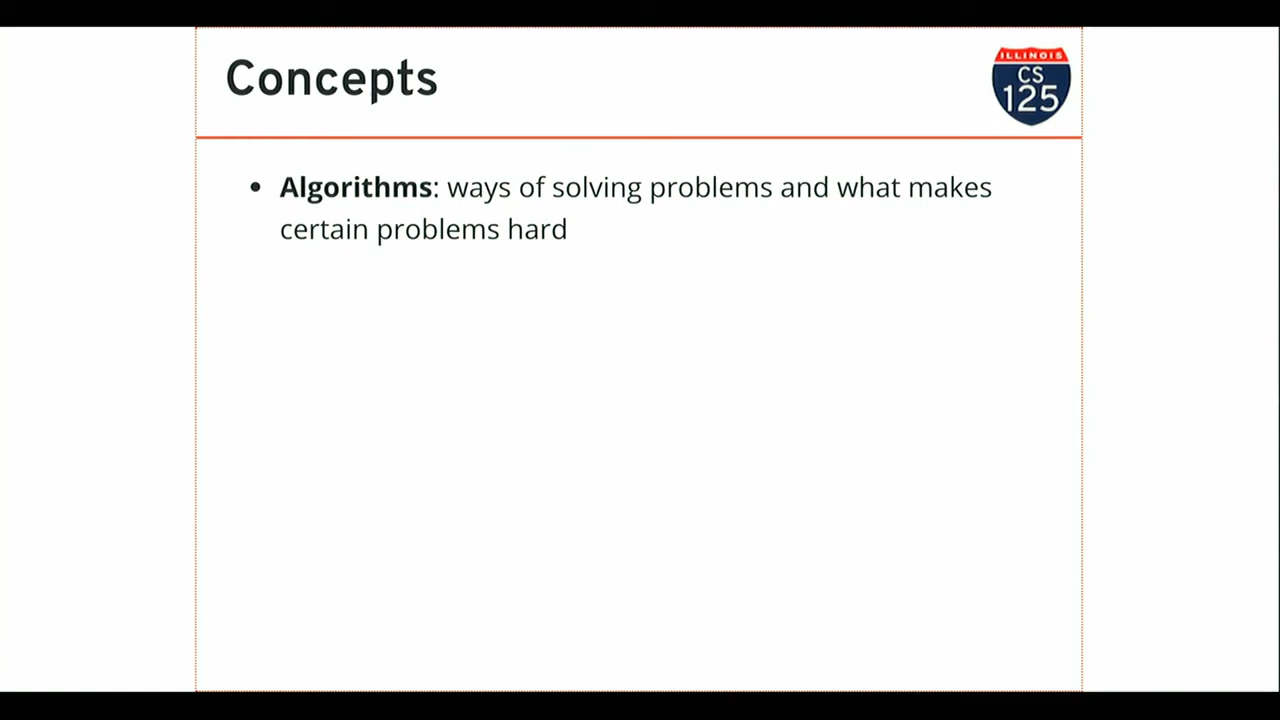 Concepts
ILLINOIS
CS
125
• Algorithms: ways of solving problems and what makes
certain problems hard